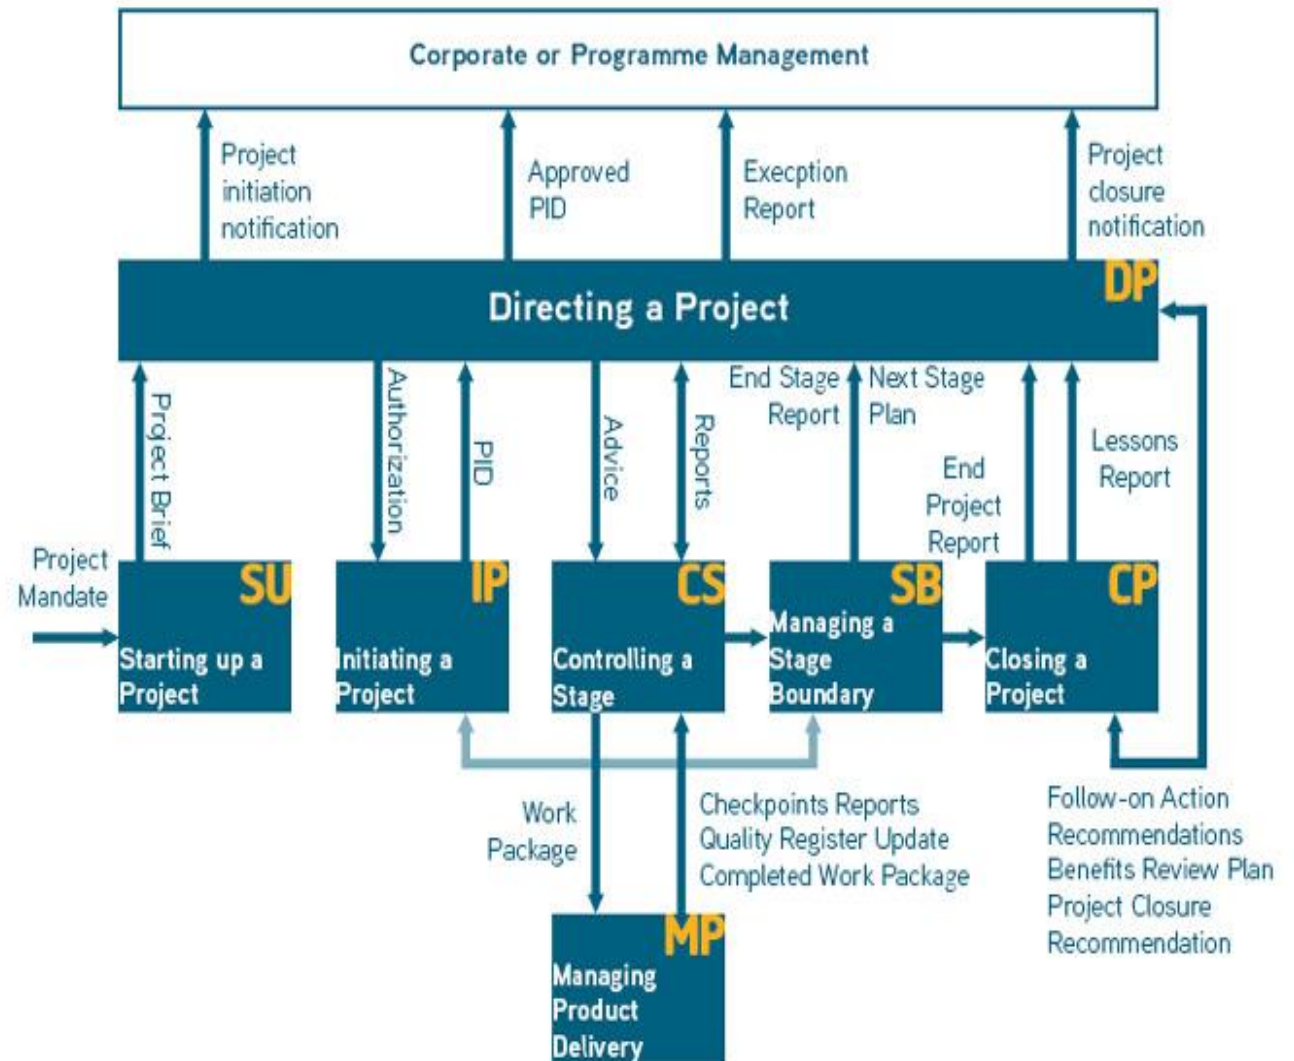 Corporate or Programme Management
Project
initiation
notification
Approved
PID
Execption
Report
Project
closure
notification
DP
Directing a Project
Project Brief
Authorization
PID
Advice
Reports
End Stage
Report
Next Stage
Plan
End
Project
Report
Lessons
Report
Project
Mandate
SU
Starting up a
Project
IP
Initiating a
Project
CS
Controlling a
Stage
SB
Managing a
Stage
Boundary
CP
Closing a
Project
Work
Package
Checkpoints Reports
Quality Register Update
Completed Work Package
Follow-on Action
Recommendations
Benefits Review Plan
Project Closure
Recommendation
MP
Managing
Product
Delivery